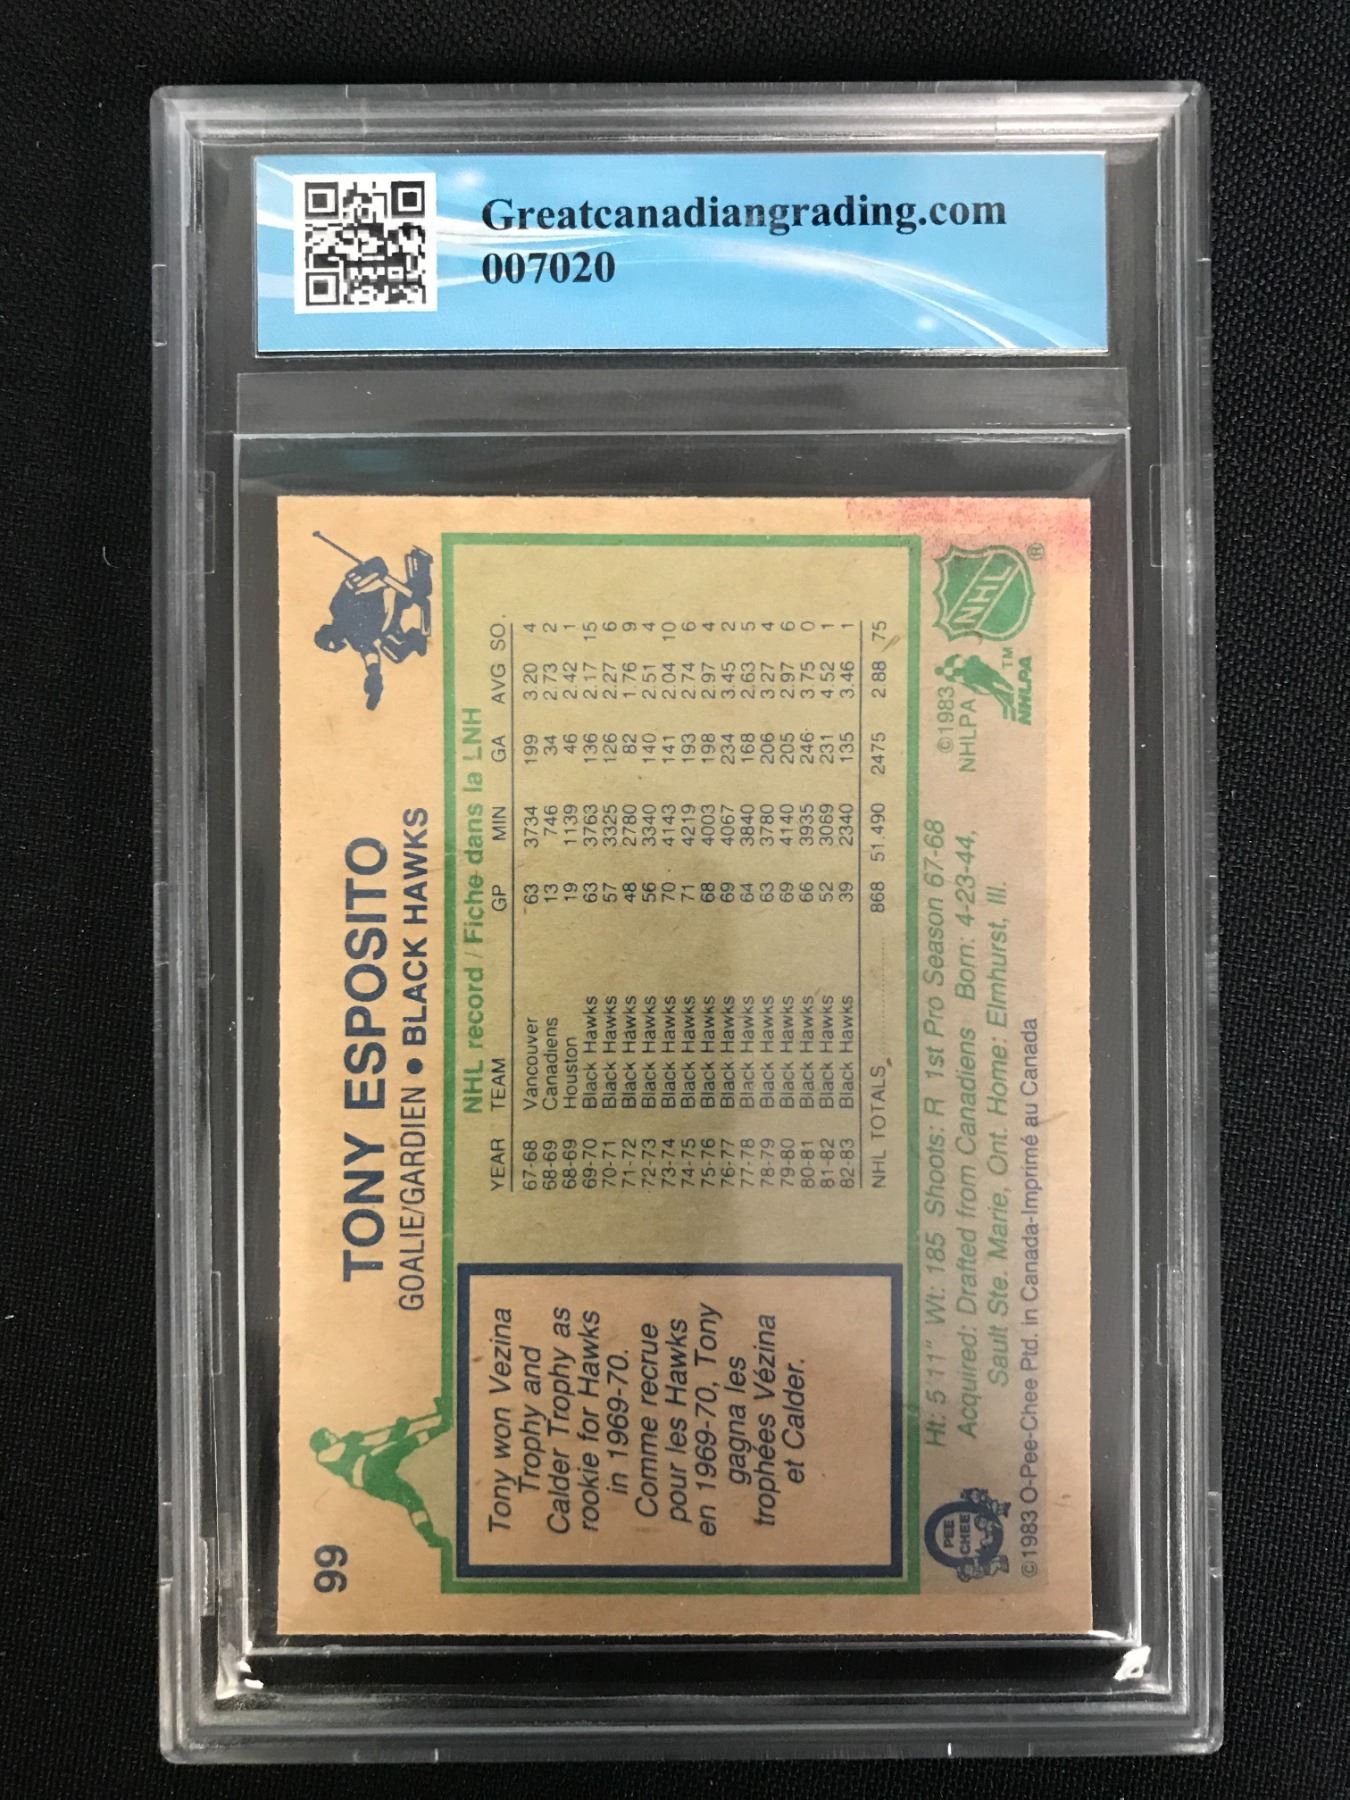 Greatcanadiangrading.com
007020
99
TONY ESPOSITO
GOALIE/GARDIEN • BLACK HAWKS
Tony won Vezina
Trophy and
Calder Trophy as
rookie for Hawks
in 1969-70.
Comme recrue
pour les Hawks
en 1969-70, Tony
gagna les
trophées Vézina
et Calder.
NHL record / Fiche dans la LNH
YEAR TEAM GP MIN GA AVG SO.
67-68 Vancouver 63 3734 199 3.20 4
68-69 Canadiens 13 746 34 2.73 2
68-69 Houston 19 1139 46 2.42 1
69-70 Black Hawks 63 3763 136 2.17 15
70-71 Black Hawks 57 3325 126 2.27 6
71-72 Black Hawks 48 2780 82 1.76 9
72-73 Black Hawks 56 3340 140 2.51 4
73-74 Black Hawks 70 4143 141 2.04 10
74-75 Black Hawks 71 4219 193 2.74 6
75-76 Black Hawks 68 4003 198 2.97 4
76-77 Black Hawks 69 4067 234 3.45 2
77-78 Black Hawks 64 3840 168 2.63 5
78-79 Black Hawks 63 3780 206 3.27 4
79-80 Black Hawks 69 4140 205 2.97 6
80-81 Black Hawks 66 3935 246 3.75 0
81-82 Black Hawks 52 3069 231 4.52 1
82-83 Black Hawks 39 2340 135 3.46 1
NHL TOTALS 868 51.490 2475 2.88 75
Ht: 5'11" Wt: 185 Shoots: R 1st Pro Season 67-68
Acquired: Drafted from Canadiens Born: 4-23-44,
Sault Ste. Marie, Ont. Home: Elmhurst, Ill.
©1983 O-Pee-Chee Ptd. in Canada-Imprimé au Canada
O
PEE
CHEE
©1983
NHLPA
NHLPA TM
NHL ®